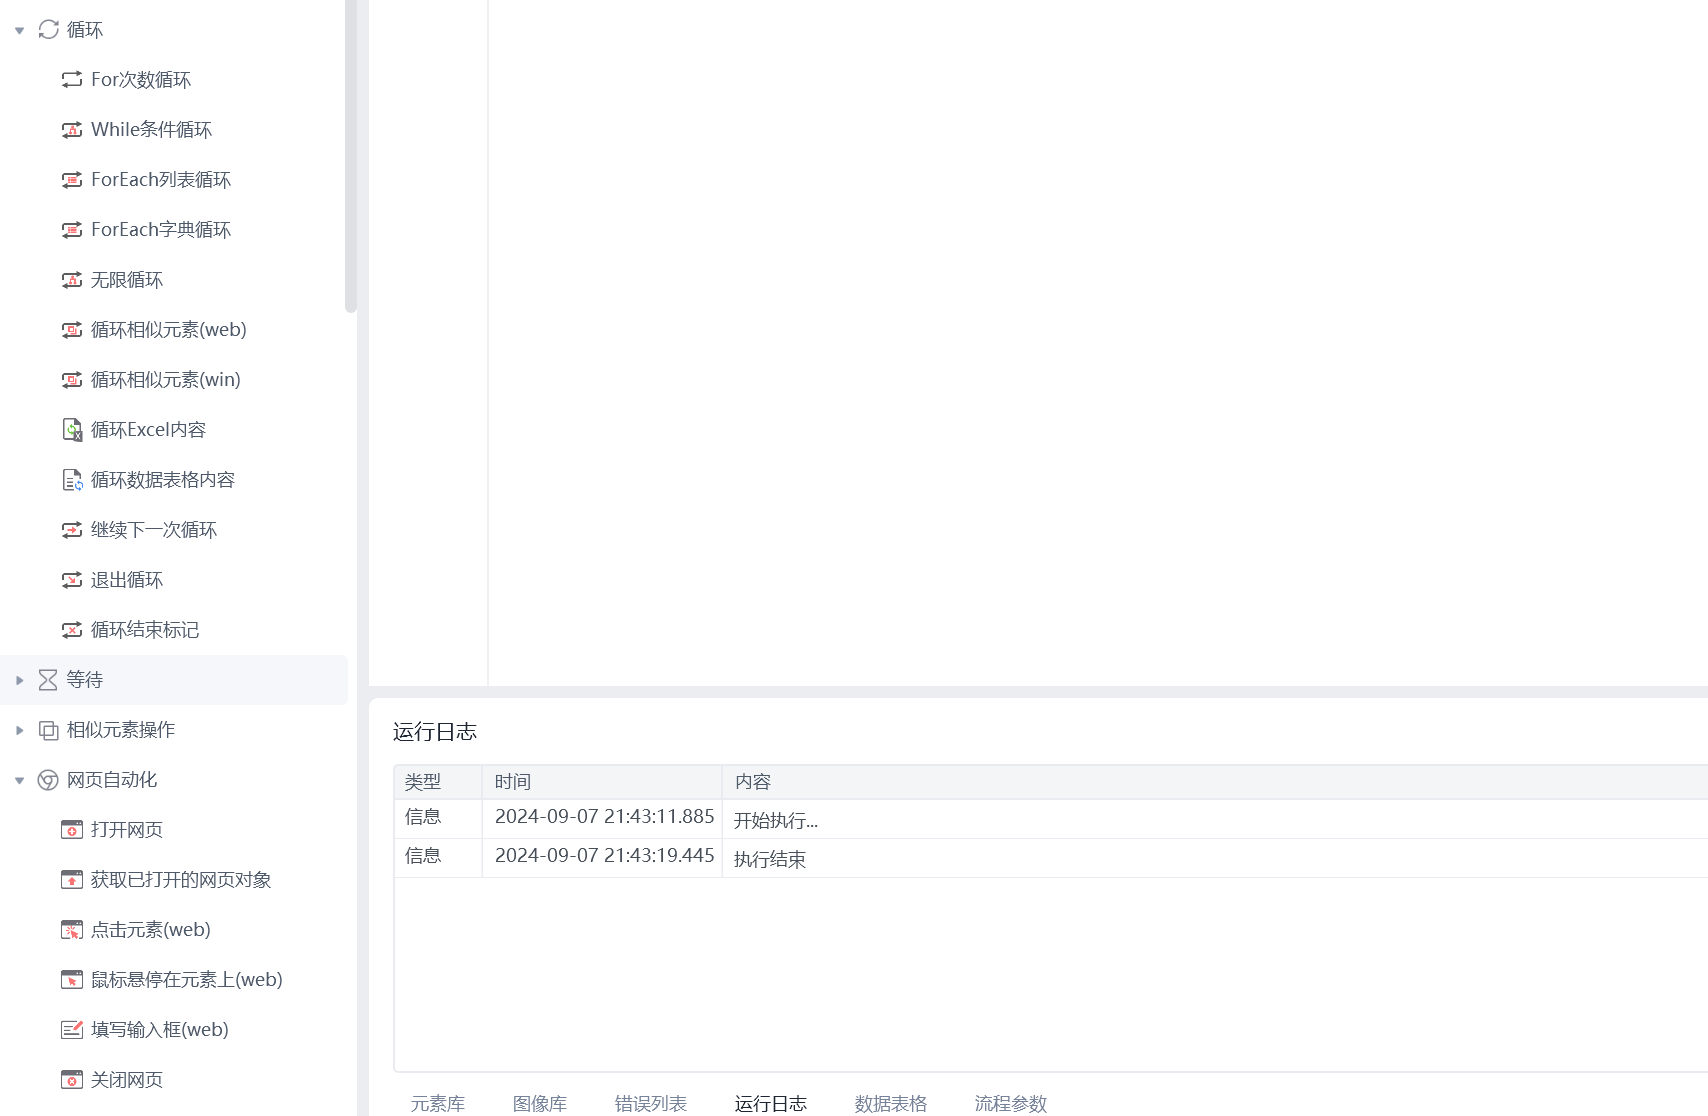 循环
For次数循环
While条件循环
ForEach列表循环
ForEach字典循环
无限循环
循环相似元素(web)
循环相似元素(win)
循环Excel内容
循环数据表格内容
继续下一次循环
退出循环
循环结束标记
等待
相似元素操作
网页自动化
打开网页
获取已打开的网页对象
点击元素(web)
鼠标悬停在元素上(web)
填写输入框(web)
关闭网页
运行日志
类型 时间 内容
信息 2024-09-07 21:43:11.885 开始执行...
信息 2024-09-07 21:43:19.445 执行结束
元素库 图像库 错误列表 运行日志 数据表格 流程参数